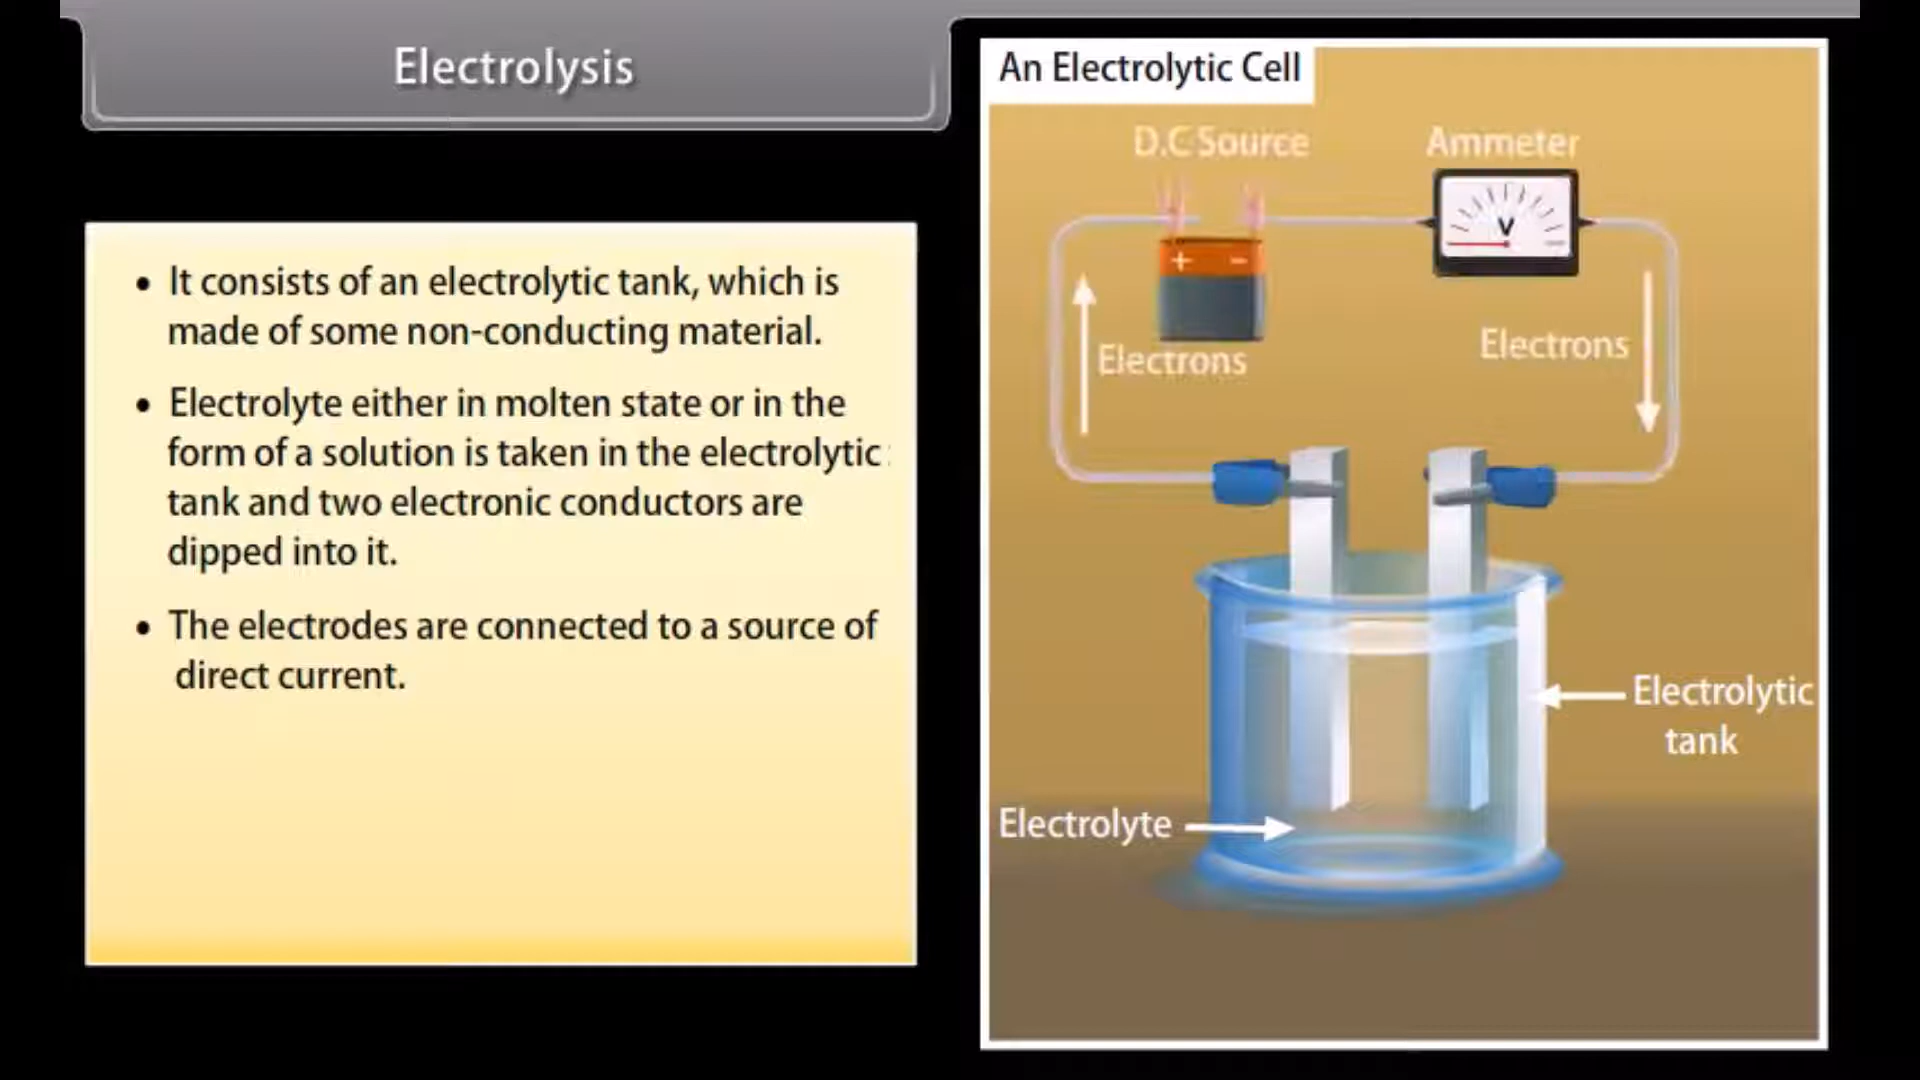 Electrolysis
• It consists of an electrolytic tank, which is
made of some non-conducting material.
• Electrolyte either in molten state or in the
form of a solution is taken in the electrolytic
tank and two electronic conductors are
dipped into it.
• The electrodes are connected to a source of
direct current.
An Electrolytic Cell
D.C Source
Ammeter
V
+ -
Electrons
Electrons
Electrolytic
tank
Electrolyte